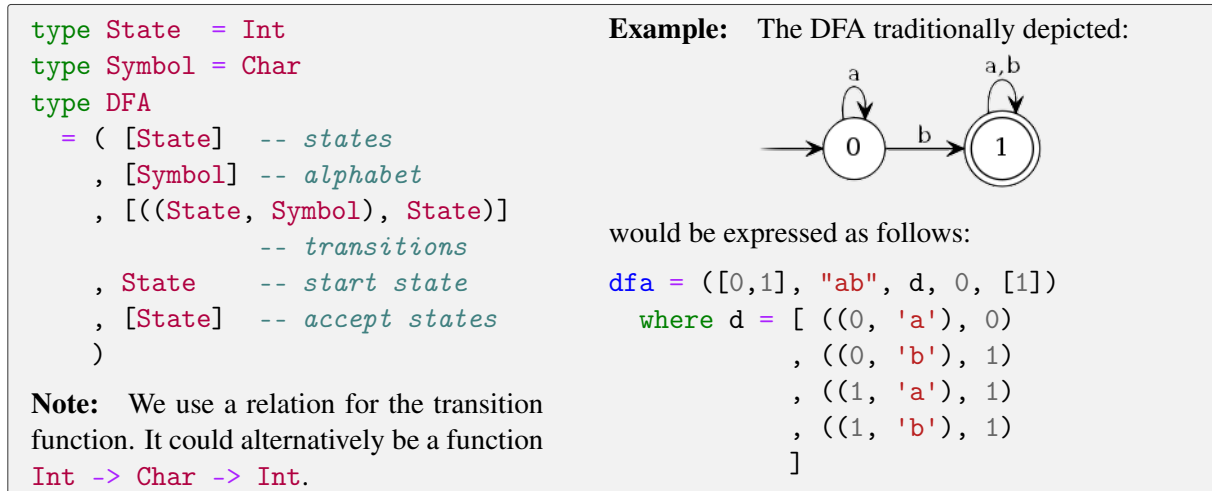 type State  = Int
type Symbol = Char
type DFA
  = ( [State]  -- states
    , [Symbol] -- alphabet
    , [((State, Symbol), State)]
               -- transitions
    , State    -- start state
    , [State]  -- accept states
    )
Note: We use a relation for the transition
function. It could alternatively be a function
Int -> Char -> Int.
Example: The DFA traditionally depicted:
a
a,b
0
b
1
would be expressed as follows:
dfa = ([0,1], "ab", d, 0, [1])
  where d = [ ((0, 'a'), 0)
            , ((0, 'b'), 1)
            , ((1, 'a'), 1)
            , ((1, 'b'), 1)
            ]